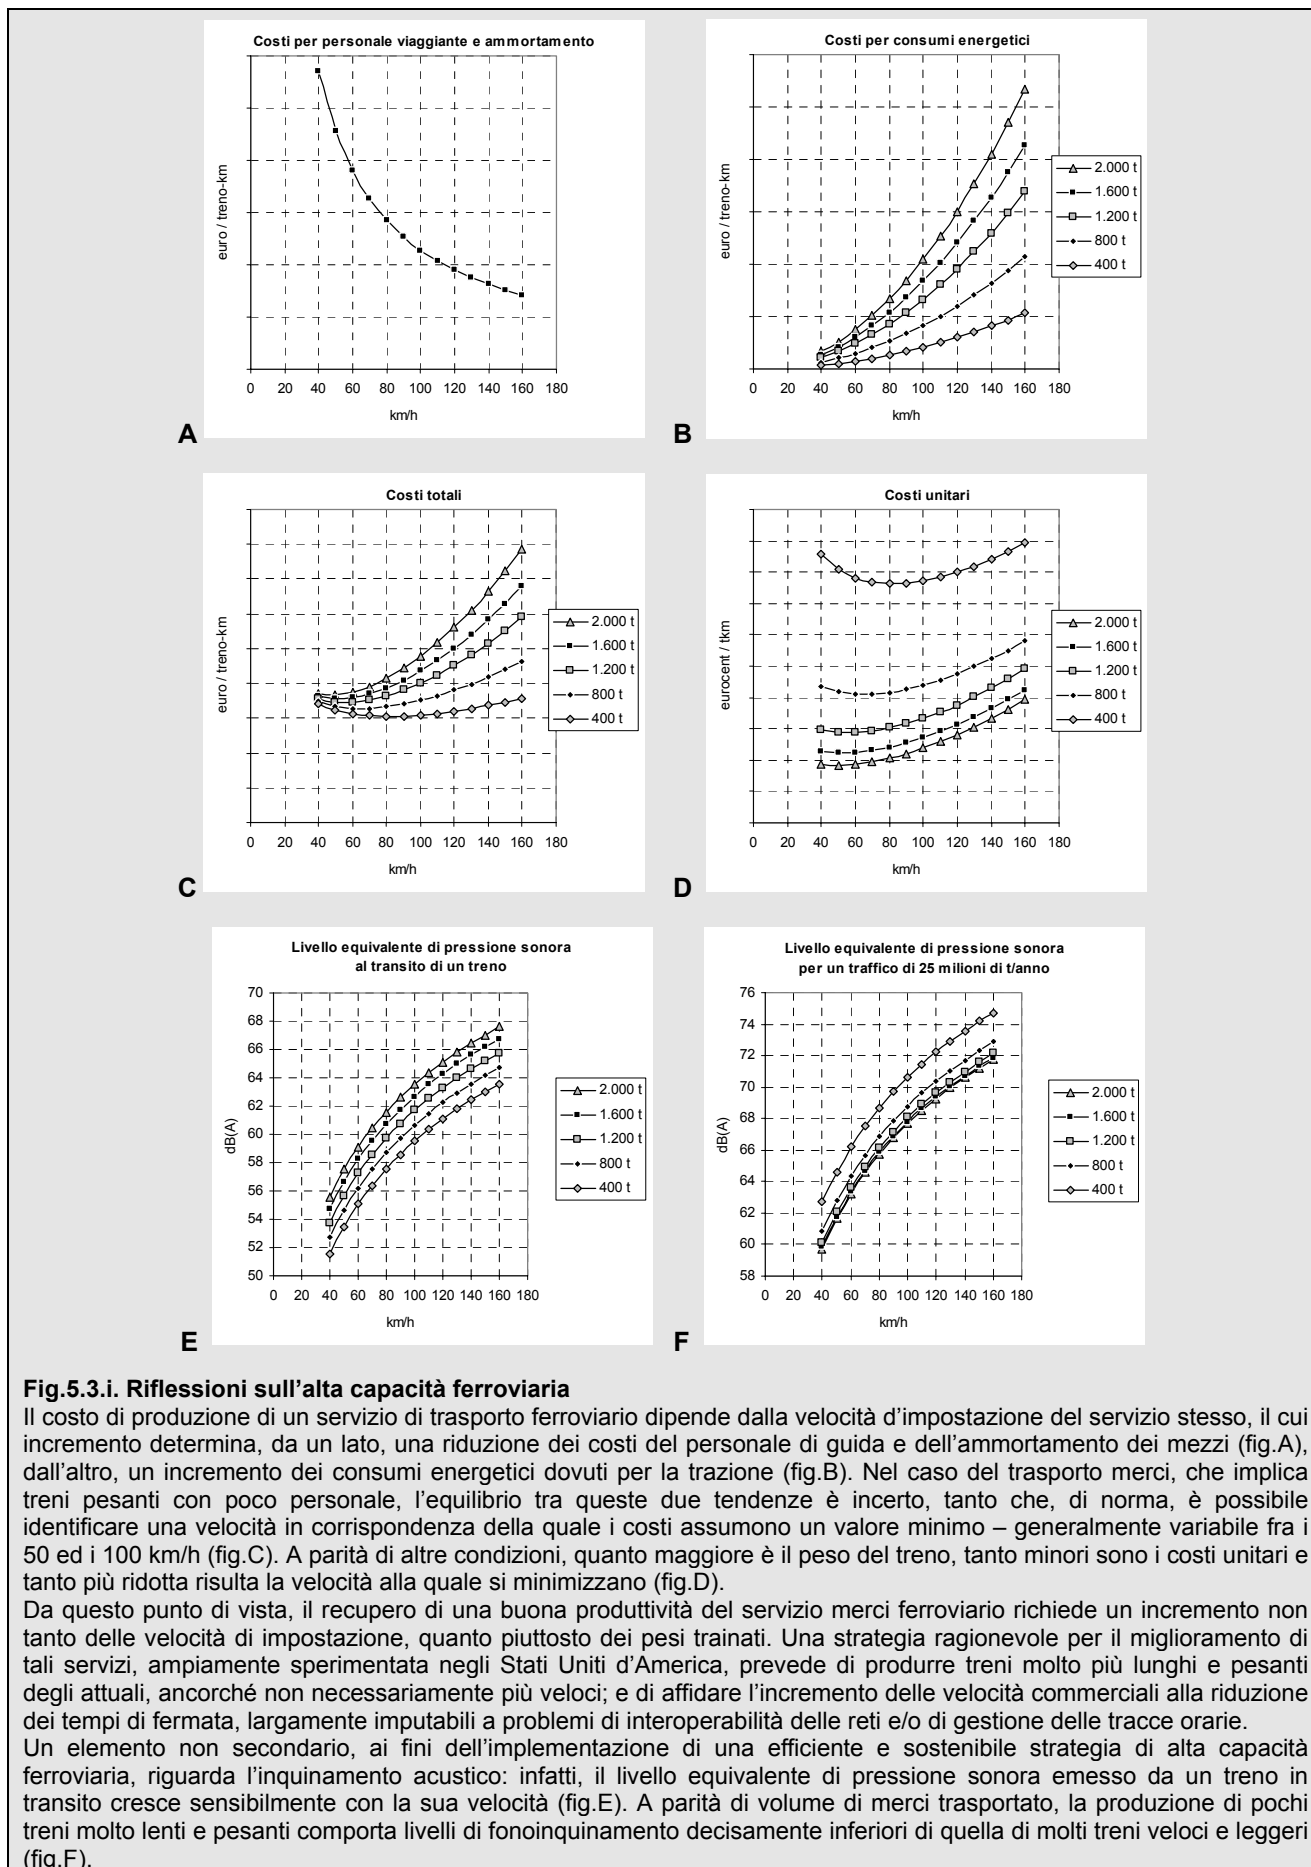 Costi per personale viaggiante e ammortamento
euro / treno-km
0 20 40 60 80 100 120 140 160 180
km/h
A
Costi per consumi energetici
euro / treno-km
2.000 t
1.600 t
1.200 t
800 t
400 t
0 20 40 60 80 100 120 140 160 180
km/h
B
Costi totali
euro / treno-km
2.000 t
1.600 t
1.200 t
800 t
400 t
0 20 40 60 80 100 120 140 160 180
km/h
C
Costi unitari
eurocent / tkm
2.000 t
1.600 t
1.200 t
800 t
400 t
0 20 40 60 80 100 120 140 160 180
km/h
D
Livello equivalente di pressione sonora
al transito di un treno
dB(A)
70
68
66
64
62
60
58
56
54
52
50
2.000 t
1.600 t
1.200 t
800 t
400 t
0 20 40 60 80 100 120 140 160 180
km/h
E
Livello equivalente di pressione sonora
per un traffico di 25 milioni di t/anno
dB(A)
76
74
72
70
68
66
64
62
60
58
2.000 t
1.600 t
1.200 t
800 t
400 t
0 20 40 60 80 100 120 140 160 180
km/h
F
Fig.5.3.i. Riflessioni sull'alta capacità ferroviaria
Il costo di produzione di un servizio di trasporto ferroviario dipende dalla velocità d'impostazione del servizio stesso, il cui
incremento determina, da un lato, una riduzione dei costi del personale di guida e dell'ammortamento dei mezzi (fig.A),
dall'altro, un incremento dei consumi energetici dovuti per la trazione (fig.B). Nel caso del trasporto merci, che implica
treni pesanti con poco personale, l'equilibrio tra queste due tendenze è incerto, tanto che, di norma, è possibile
identificare una velocità in corrispondenza della quale i costi assumono un valore minimo – generalmente variabile fra i
50 ed i 100 km/h (fig.C). A parità di altre condizioni, quanto maggiore è il peso del treno, tanto minori sono i costi unitari e
tanto più ridotta risulta la velocità alla quale si minimizzano (fig.D).
Da questo punto di vista, il recupero di una buona produttività del servizio merci ferroviario richiede un incremento non
tanto delle velocità di impostazione, quanto piuttosto dei pesi trainati. Una strategia ragionevole per il miglioramento di
tali servizi, ampiamente sperimentata negli Stati Uniti d'America, prevede di produrre treni molto più lunghi e pesanti
degli attuali, ancorché non necessariamente più veloci; e di affidare l'incremento delle velocità commerciali alla riduzione
dei tempi di fermata, largamente imputabili a problemi di interoperabilità delle reti e/o di gestione delle tracce orarie.
Un elemento non secondario, ai fini dell'implementazione di una efficiente e sostenibile strategia di alta capacità
ferroviaria, riguarda l'inquinamento acustico: infatti, il livello equivalente di pressione sonora emesso da un treno in
transito cresce sensibilmente con la sua velocità (fig.E). A parità di volume di merci trasportato, la produzione di pochi
treni molto lenti e pesanti comporta livelli di fonoinquinamento decisamente inferiori di quella di molti treni veloci e leggeri
(fig.F).